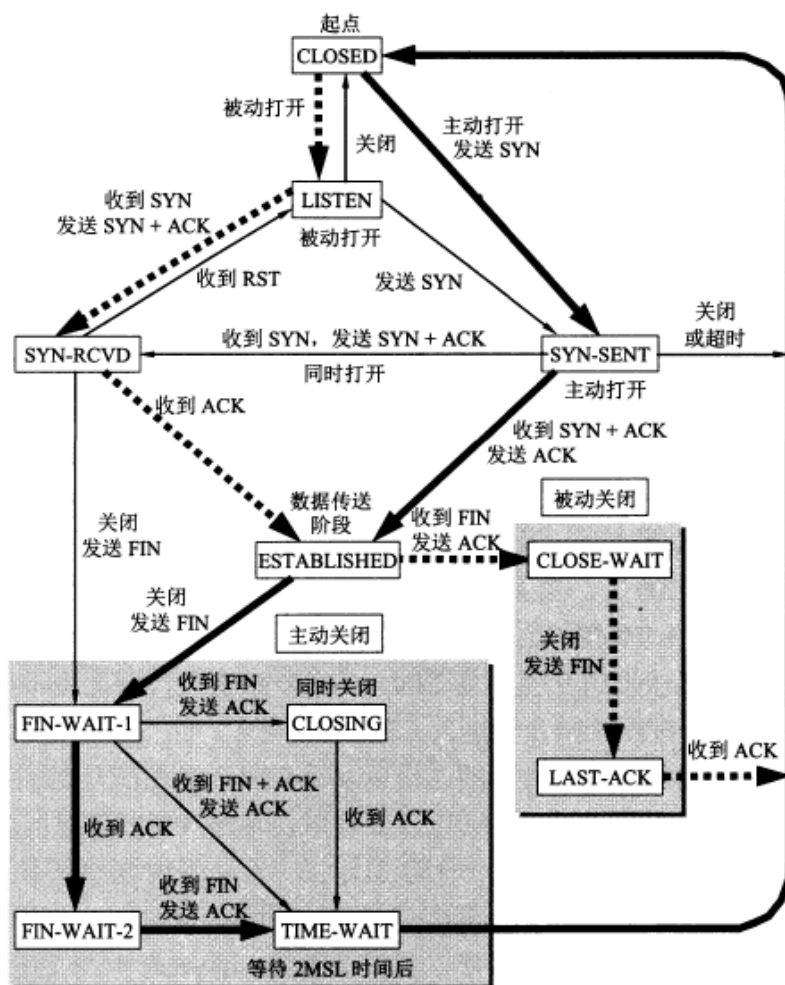 起点
CLOSED
被动打开
关闭
主动打开
发送 SYN
收到 SYN
发送 SYN + ACK
LISTEN
被动打开
收到 RST
发送 SYN
SYN-RCVD
收到 SYN，发送 SYN + ACK
同时打开
SYN-SENT
主动打开
关闭
或超时
收到 ACK
收到 SYN + ACK
发送 ACK
数据传送
阶段
ESTABLISHED
收到 FIN
发送 ACK
被动关闭
CLOSE-WAIT
关闭
发送 FIN
关闭
发送 FIN
主动关闭
关闭
发送 FIN
FIN-WAIT-1
收到 FIN
发送 ACK
同时关闭
CLOSING
LAST-ACK
收到 ACK
收到 ACK
收到 FIN + ACK
发送 ACK
收到 ACK
FIN-WAIT-2
收到 FIN
发送 ACK
TIME-WAIT
等待 2MSL 时间后